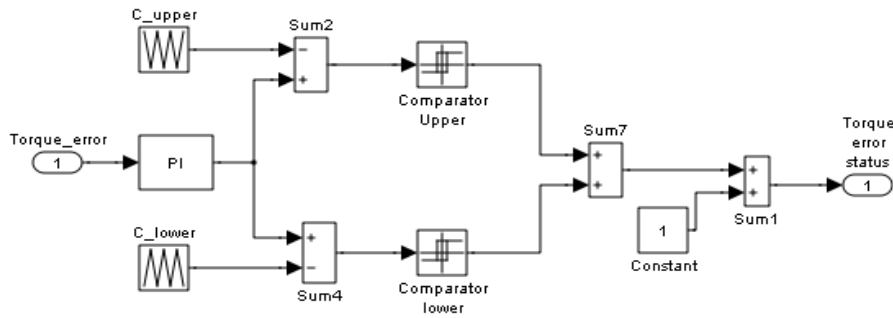 C_upper
Sum2
−
+
Comparator
Upper
Torque_error
1
PI
Sum7
+
+
Torque
error
status
+
+
1
Sum1
1
Constant
C_lower
+
−
Sum4
Comparator
lower